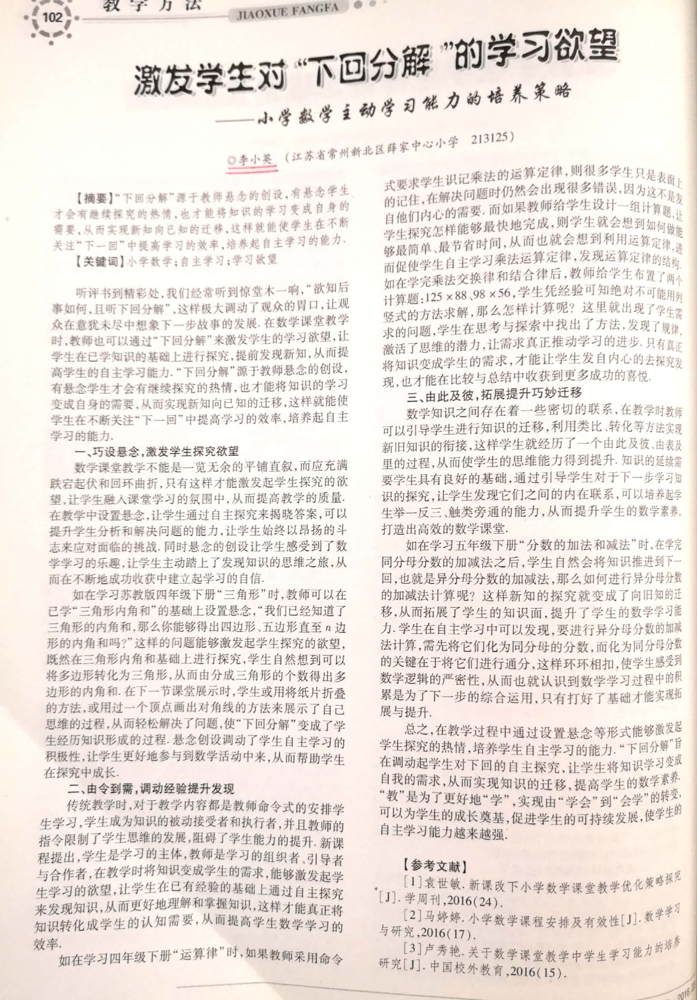 教学方法
102
JIAOXUE FANGFA
激发学生对“下回分解”的学习欲望
——小学数学主动学习能力的培养策略
◎李小英 (江苏省常州新北区薛家中心小学 213125)
【摘要】“下回分解”源于教师悬念的创设,有悬念学生
才会有继续探究的热情,也才能将知识的学习变成自身的
需要,从而实现新知向已知的迁移,这样就能使学生在不断
关注“下一回”中提高学习的效率,培养起自主学习的能力.
【关键词】小学数学;自主学习;学习欲望
听评书到精彩处,我们经常听到惊堂木一响,“欲知后
事如何,且听下回分解”,这样极大调动了观众的胃口,让观
众在意犹未尽中想象下一步故事的发展.在数学课堂教学
时,教师也可以通过“下回分解”来激发学生的学习欲望,让
学生在已学知识的基础上进行探究,提前发现新知,从而提
高学生的自主学习能力.“下回分解”源于教师悬念的创设,
有悬念学生才会有继续探究的热情,也才能将知识的学习
变成自身的需要,从而实现新知向已知的迁移,这样就能使
学生在不断关注“下一回”中提高学习的效率,培养起自主
学习的能力.
一、巧设悬念,激发学生探究欲望
数学课堂教学不能是一览无余的平铺直叙,而应充满
跌宕起伏和回环曲折,只有这样才能激发起学生探究的欲
望,让学生融入课堂学习的氛围中,从而提高教学的质量.
在教学中设置悬念,让学生通过自主探究来揭晓答案,可以
提升学生分析和解决问题的能力,让学生始终以昂扬的斗
志来应对面临的挑战.同时悬念的创设让学生感受到了数
学学习的乐趣,让学生主动踏上了发现知识的思维之旅,从
而在不断地成功收获中建立起学习的自信.
如在学习苏教版四年级下册“三角形”时,教师可以在
已学“三角形内角和”的基础上设置悬念,“我们已经知道了
三角形的内角和,那么你能够得出四边形、五边形直至 n 边
形的内角和吗?”这样的问题能够激发起学生探究的欲望,
既然在三角形内角和基础上进行探究,学生自然想到可以
将多边形转化为三角形,从而由分成三角形的个数得出多
边形的内角和.在下一节课堂展示时,学生或用将纸片折叠
的方法,或用过一个顶点画出对角线的方法来展示了自己
思维的过程,从而轻松解决了问题,使“下回分解”变成了学
生经历知识形成的过程.悬念创设调动了学生自主学习的
积极性,让学生更好地参与到数学活动中来,从而帮助学生
在探究中成长.
二、由令到需,调动经验提升发现
传统教学时,对于教学内容都是教师命令式的安排学
生学习,学生成为知识的被动接受者和执行者,并且教师的
指令限制了学生思维的发展,阻碍了学生能力的提升.新课
程提出,学生是学习的主体,教师是学习的组织者、引导者
与合作者,在教学时将知识变成学生的需求,能够激发起学
生学习的欲望,让学生在已有经验的基础上通过自主探究
来发现知识,从而更好地理解和掌握知识,这样才能真正将
知识转化成学生的认知需要,从而提高学生数学学习的
效率.
如在学习四年级下册“运算律”时,如果教师采用命令
式要求学生识记乘法的运算定律,则很多学生只是表面上
的记住,在解决问题时仍然会出现很多错误,因为这不是发
自他们内心的需要.而如果教师给学生设计一组计算题,让
学生探究怎样能够最快地完成,则学生就会想到如何做能
够最简单、最节省时间,从而也就会想到利用运算定律,进
而促使学生自主学习乘法运算定律,发现运算定律的结构.
如在学完乘法交换律和结合律后,教师给学生布置了两个
计算题:125×88、98×56,学生凭经验可知绝对不可能用列
竖式的方法求解,那么怎样计算呢? 这里就出现了学生需
求的问题,学生在思考与探索中找出了方法,发现了规律,
激活了思维的潜力,让需求真正推动学习的进步.只有真正
将知识变成学生的需求,才能让学生发自内心的去探究发
现,也才能在比较与总结中收获到更多成功的喜悦.
三、由此及彼,拓展提升巧妙迁移
数学知识之间存在着一些密切的联系,在教学时教师
可以引导学生进行知识的迁移,利用类比、转化等方法实现
新旧知识的衔接,这样学生就经历了一个由此及彼、由表及
里的过程,从而使学生的思维能力得到提升.知识的延续需
要学生具有良好的基础,通过引导学生对于下一步学习知
识的探究,让学生发现它们之间的内在联系,可以培养起学
生举一反三、触类旁通的能力,从而提升学生的数学素养,
打造出高效的数学课堂.
如在学习五年级下册“分数的加法和减法”时,在学完
同分母分数的加减法之后,学生自然会将知识推进到下一
回,也就是异分母分数的加减法,那么如何进行异分母分数
的加减法计算呢? 这样新知的探究就变成了向旧知的迁
移,从而拓展了学生的知识面,提升了学生的数学学习能
力.学生在自主学习中可以发现,要进行异分母分数的加减
法计算,需先将它们化为同分母的分数,而化为同分母分数
的关键在于将它们进行通分,这样环环相扣,使学生感受到
数学逻辑的严密性,从而也就认识到数学学习过程中的积
累是为了下一步的综合运用,只有打好了基础才能实现拓
展与提升.
总之,在教学过程中通过设置悬念等形式能够激发起
学生探究的热情,培养学生自主学习的能力.“下回分解”旨
在调动起学生对下回的自主探究,让学生将知识学习变成
自我的需求,从而实现知识的迁移,提高学生的数学素养.
“教”是为了更好地“学”,实现由“学会”到“会学”的转变,
可以为学生的成长奠基,促进学生的可持续发展,使学生的
自主学习能力越来越强.
【参考文献】
[1]袁世敏.新课改下小学数学课堂教学优化策略探究
[J].学周刊,2016(24).
[2]马婷婷.小学数学课程安排及有效性[J].数学学习
与研究,2016(17).
[3]卢秀艳.关于数学课堂教学中学生学习能力的培养
研究[J].中国校外教育,2016(15).